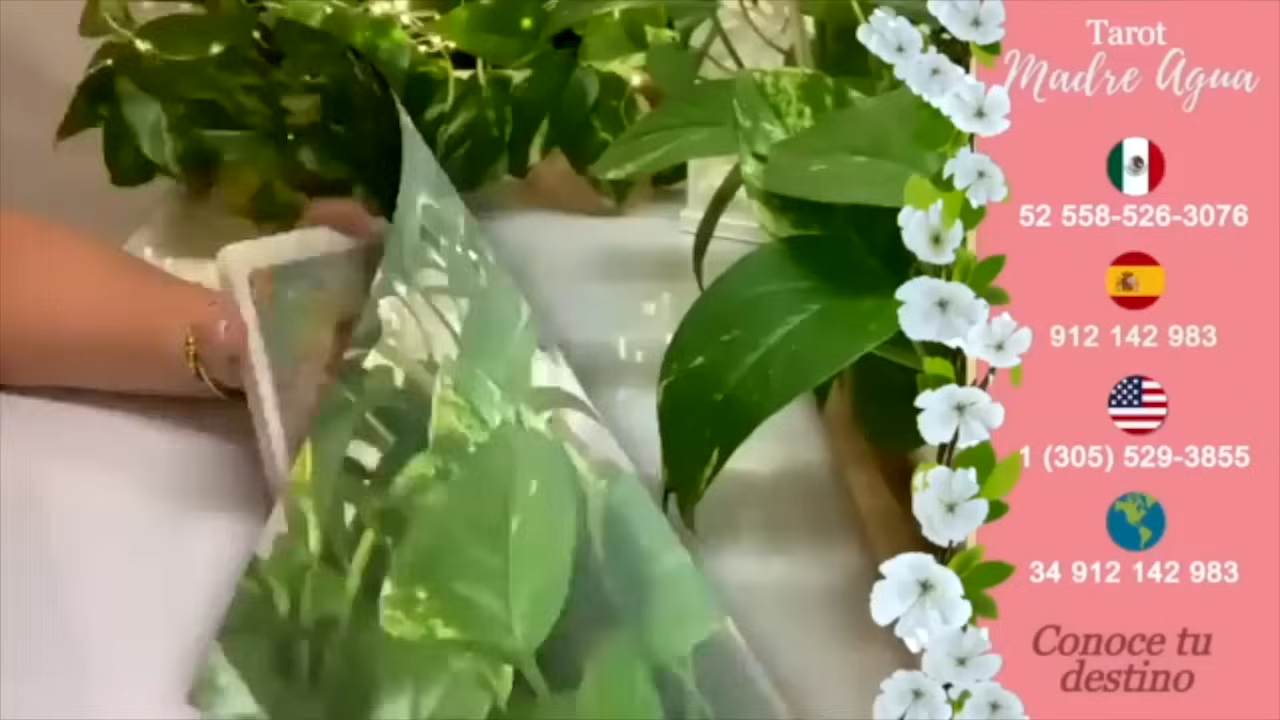 Tarot
Madre Agua
52 558-526-3076
912 142 983
1 (305) 529-3855
34 912 142 983
Conoce tu
destino